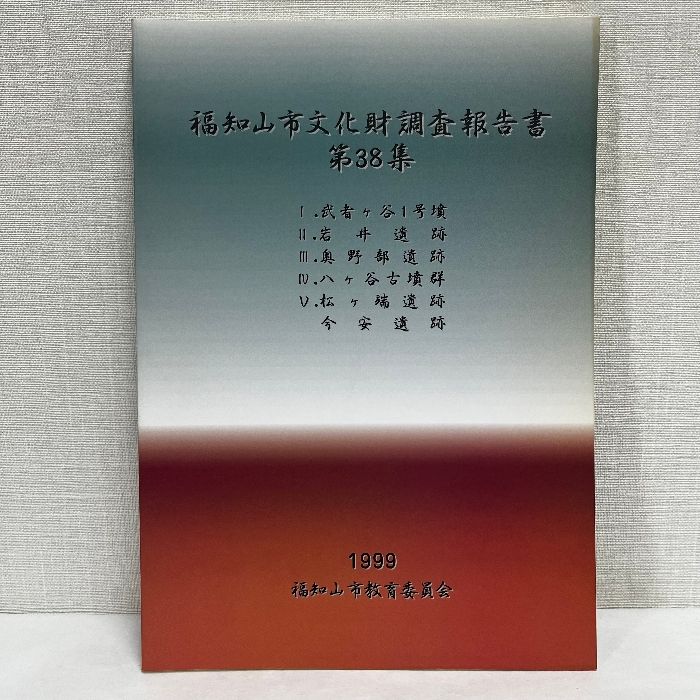 福知山市文化財調査報告書
第38集
Ⅰ.武者ヶ谷1号墳
Ⅱ.岩井遺跡
Ⅲ.奥野部遺跡
Ⅳ.八ヶ谷古墳群
Ⅴ.松ヶ端遺跡
今安遺跡
1999
福知山市教育委員会